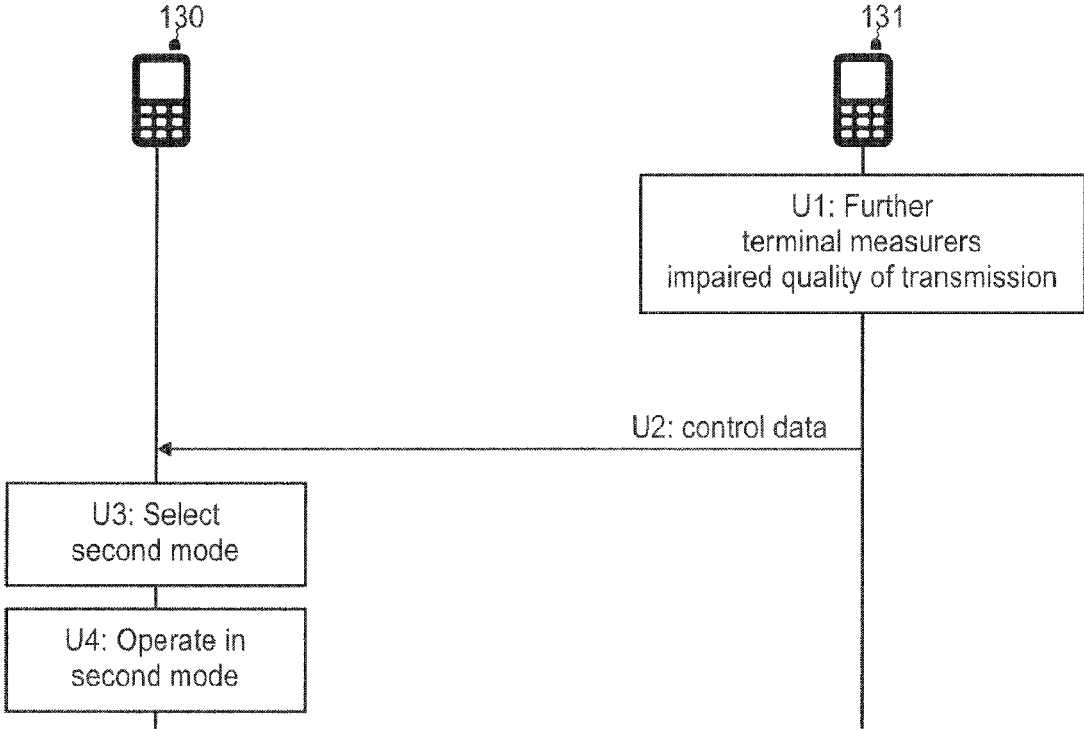 130
131
U1: Further
terminal measurers
impaired quality of transmission
U2: control data
U3: Select
second mode
U4: Operate in
second mode